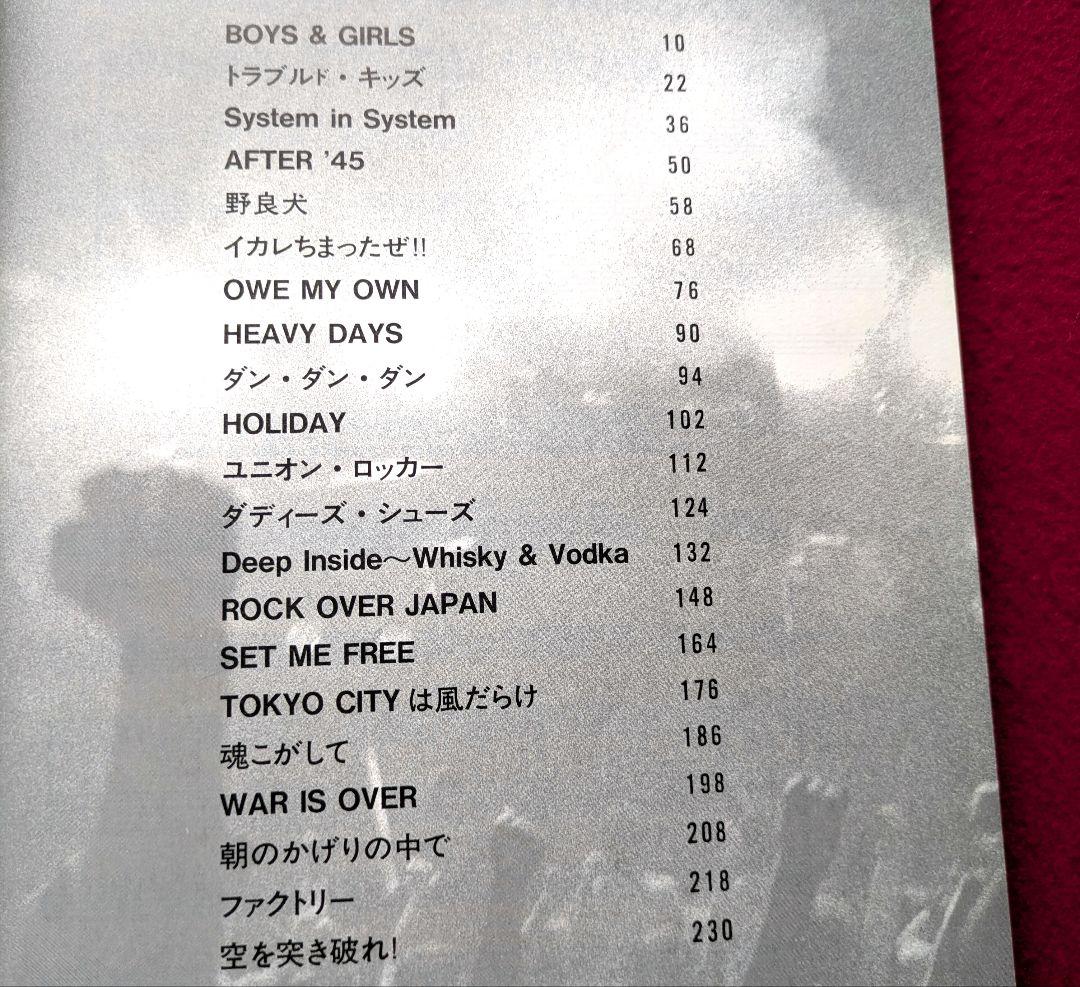 BOYS & GIRLS 10
トラブルド・キッズ 22
System in System 36
AFTER '45 50
野良犬 58
イカレちまったぜ!! 68
OWE MY OWN 76
HEAVY DAYS 90
ダン・ダン・ダン 94
HOLIDAY 102
ユニオン・ロッカー 112
ダディーズ・シューズ 124
Deep Inside〜Whisky & Vodka 132
ROCK OVER JAPAN 148
SET ME FREE 164
TOKYO CITYは風だらけ 176
魂こがして 186
WAR IS OVER 198
朝のかげりの中で 208
ファクトリー 218
空を突き破れ! 230